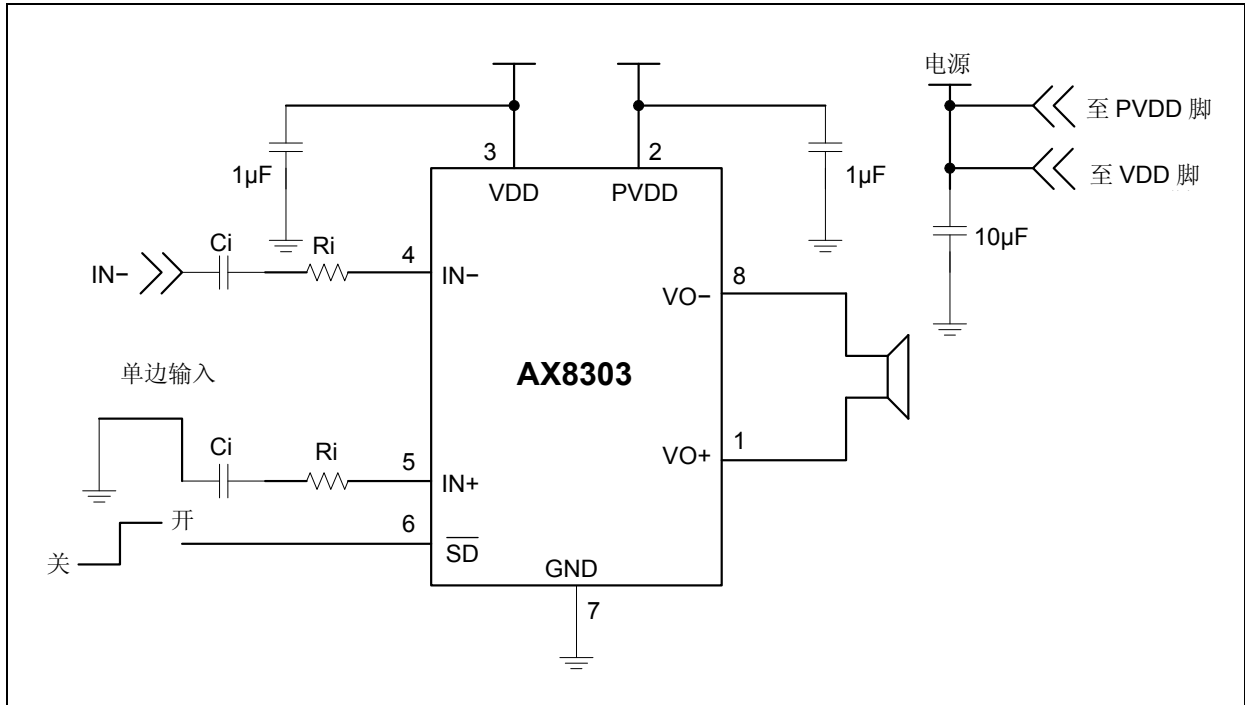 电源
至 PVDD 脚
3
2
1µF
VDD
PVDD
1µF
至 VDD 脚
10µF
Ci
Ri
4
IN−
IN−
8
VO−
AX8303
单边输入
Ci
Ri
5
IN+
1
VO+
开
6
关
SD
GND
7